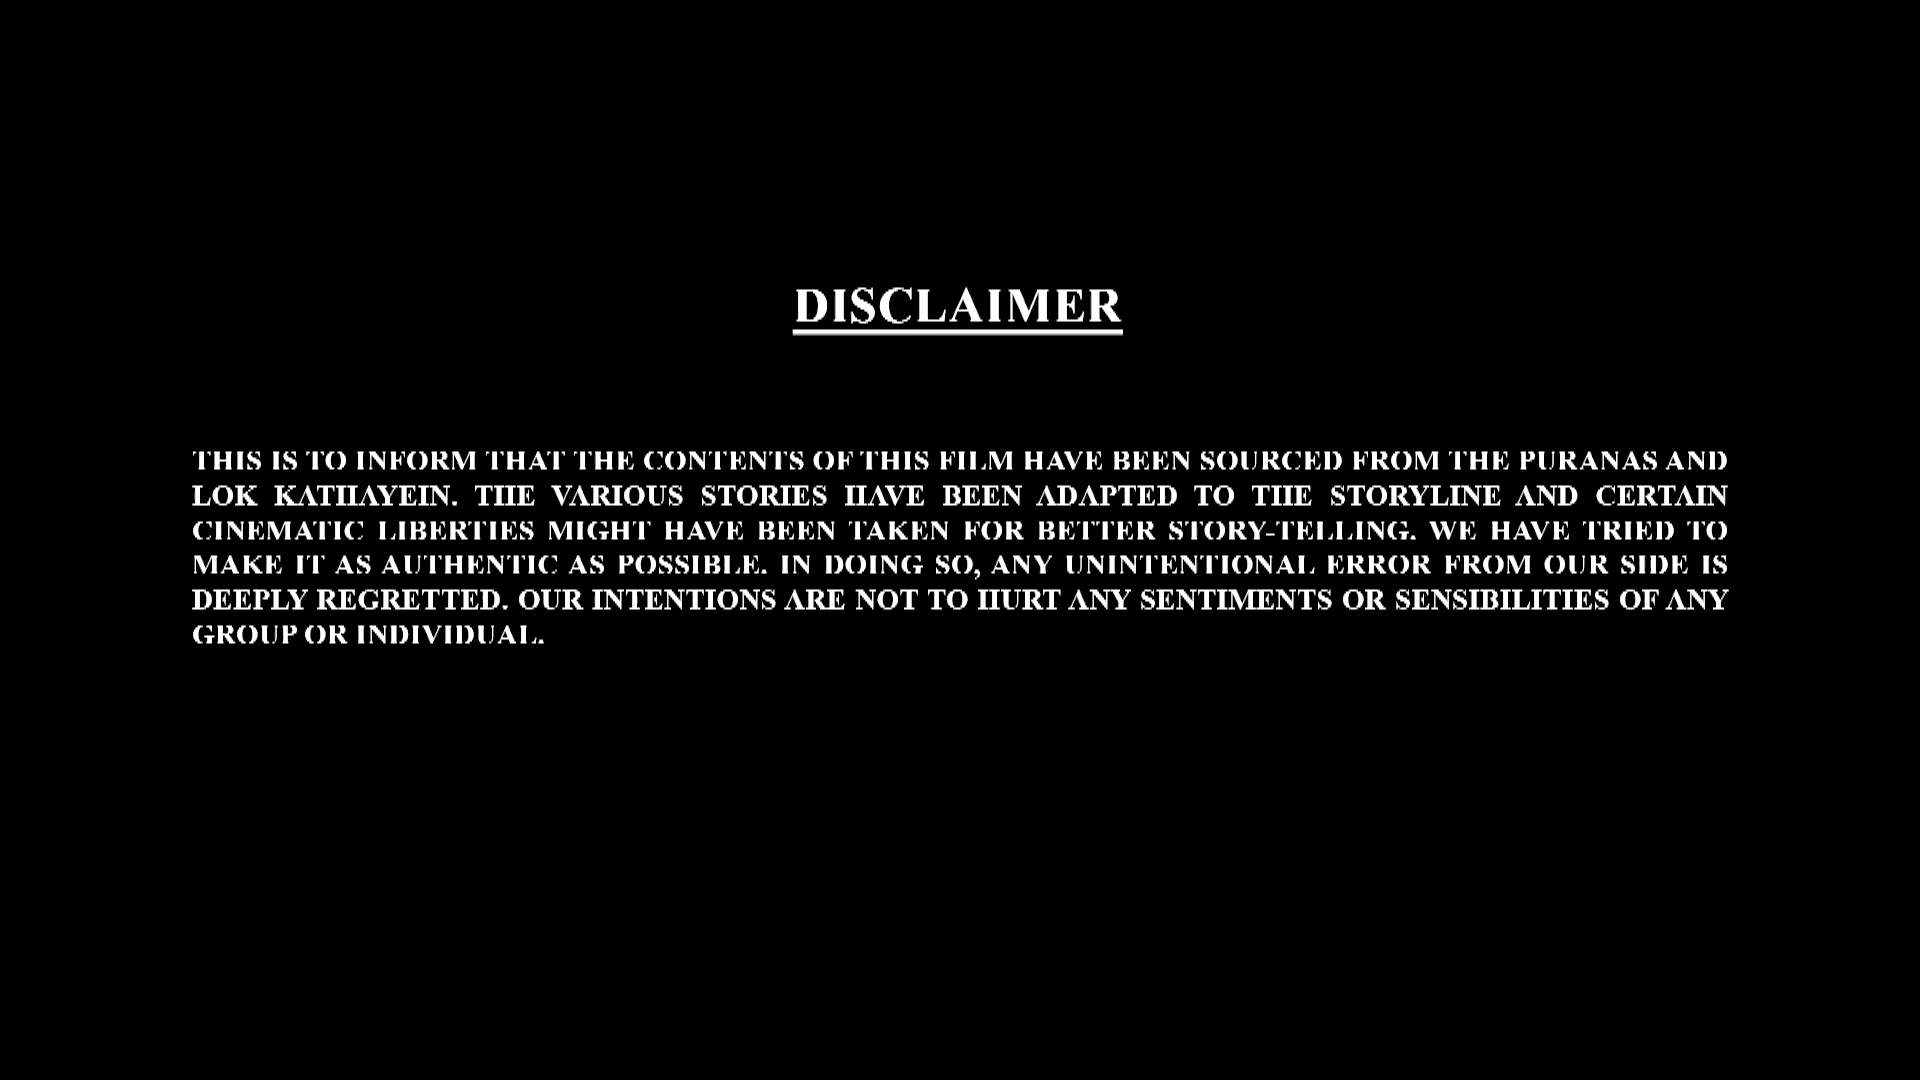 DISCLAIMER
THIS IS TO INFORM THAT THE CONTENTS OF THIS FILM HAVE BEEN SOURCED FROM THE PURANAS AND
LOK KATHAYEIN. THE VARIOUS STORIES HAVE BEEN ADAPTED TO THE STORYLINE AND CERTAIN
CINEMATIC LIBERTIES MIGHT HAVE BEEN TAKEN FOR BETTER STORY-TELLING. WE HAVE TRIED TO
MAKE IT AS AUTHENTIC AS POSSIBLE. IN DOING SO, ANY UNINTENTIONAL ERROR FROM OUR SIDE IS
DEEPLY REGRETTED. OUR INTENTIONS ARE NOT TO HURT ANY SENTIMENTS OR SENSIBILITIES OF ANY
GROUP OR INDIVIDUAL.